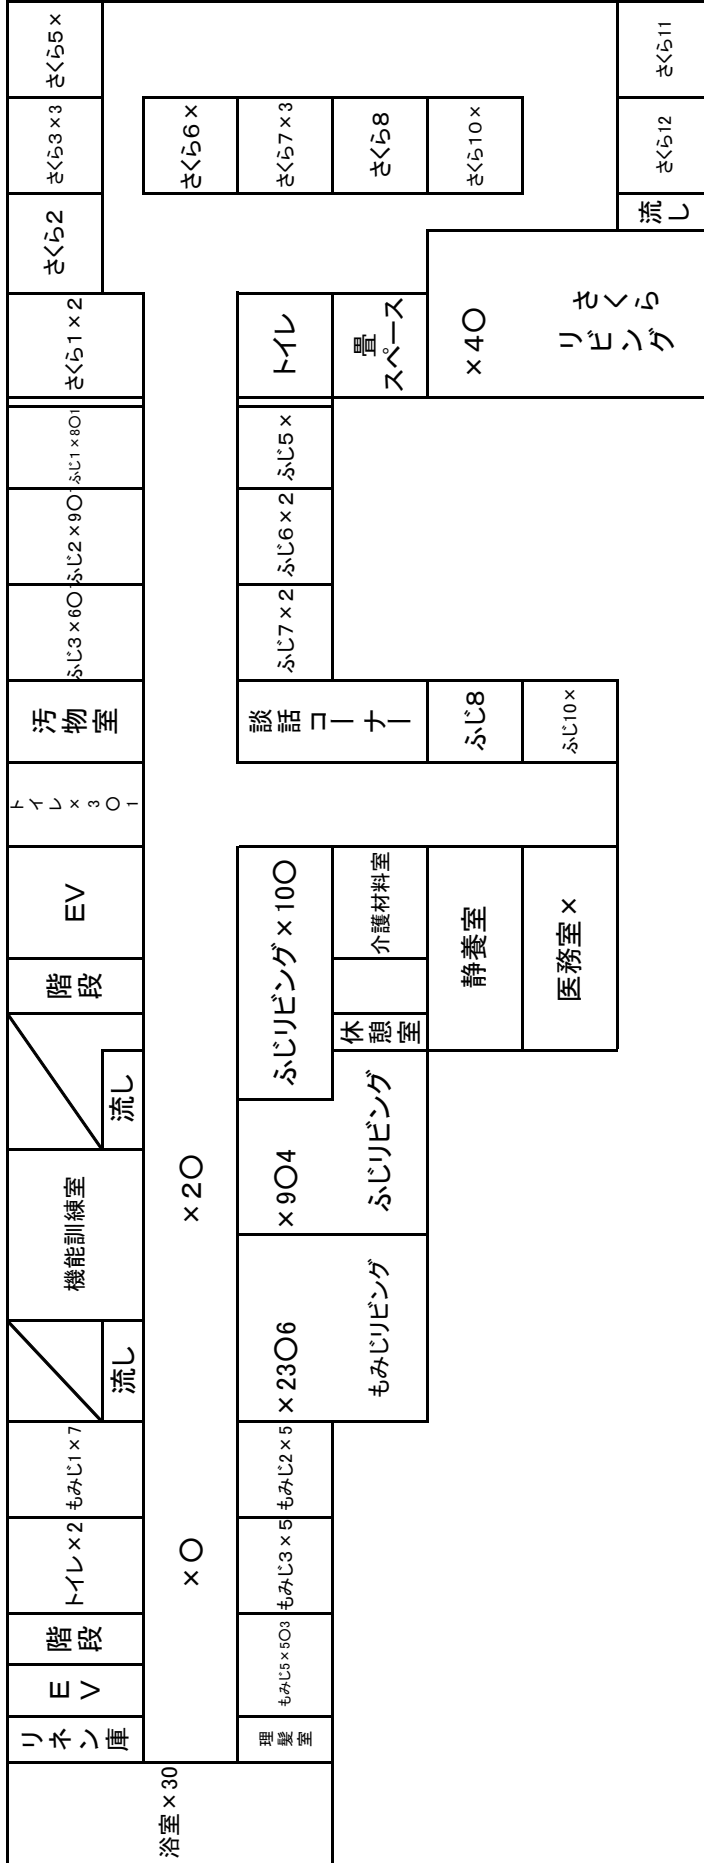 さくら5×
さくら11
さくら3×3
さくら6×
さくら7×3
さくら8
さくら10×
さくら12
さくら2
流し
さくら1×2
トイレ
畳
スペース
×4〇
さくら
リビング
ふじ1×8〇1
ふじ5×
ふじ2×9〇
ふじ6×2
ふじ3×6〇
ふじ7×2
汚物室
談話コーナー
ふじ8
ふじ10×
トイレ×3〇1
EV
ふじリビング×10〇
介護材料室
静養室
医務室×
階段
休憩室
流し
機能訓練室
×2〇
×9〇4
ふじリビング
流し
×23〇6
もみじリビング
もみじ1×7
もみじ2×5
トイレ×2
×〇
もみじ3×5
階段
もみじ5×5〇3
EV
リネン庫
理髪室
浴室×30